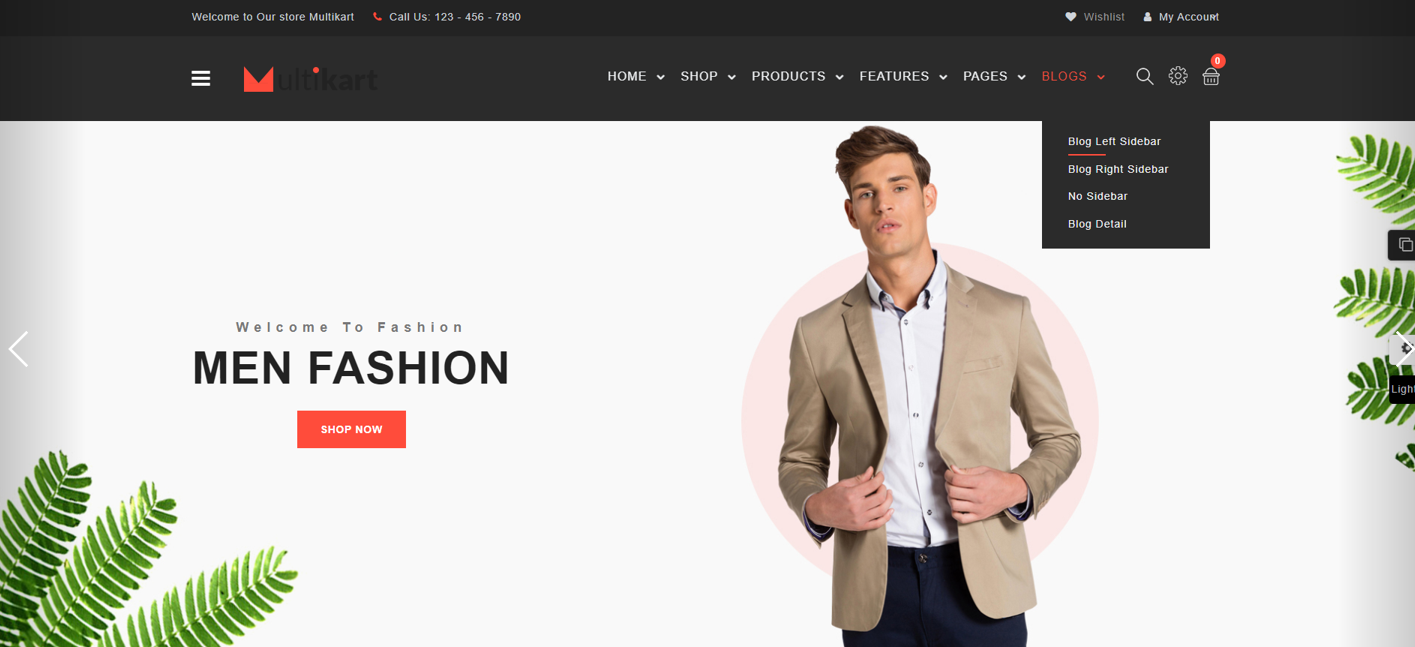 Welcome to Our store Multikart Call Us: 123 - 456 - 7890 Wishlist My Account
Multikart HOME SHOP PRODUCTS FEATURES PAGES BLOGS 0
Blog Left Sidebar
Blog Right Sidebar
No Sidebar
Blog Detail
Welcome To Fashion
MEN FASHION
SHOP NOW
Light